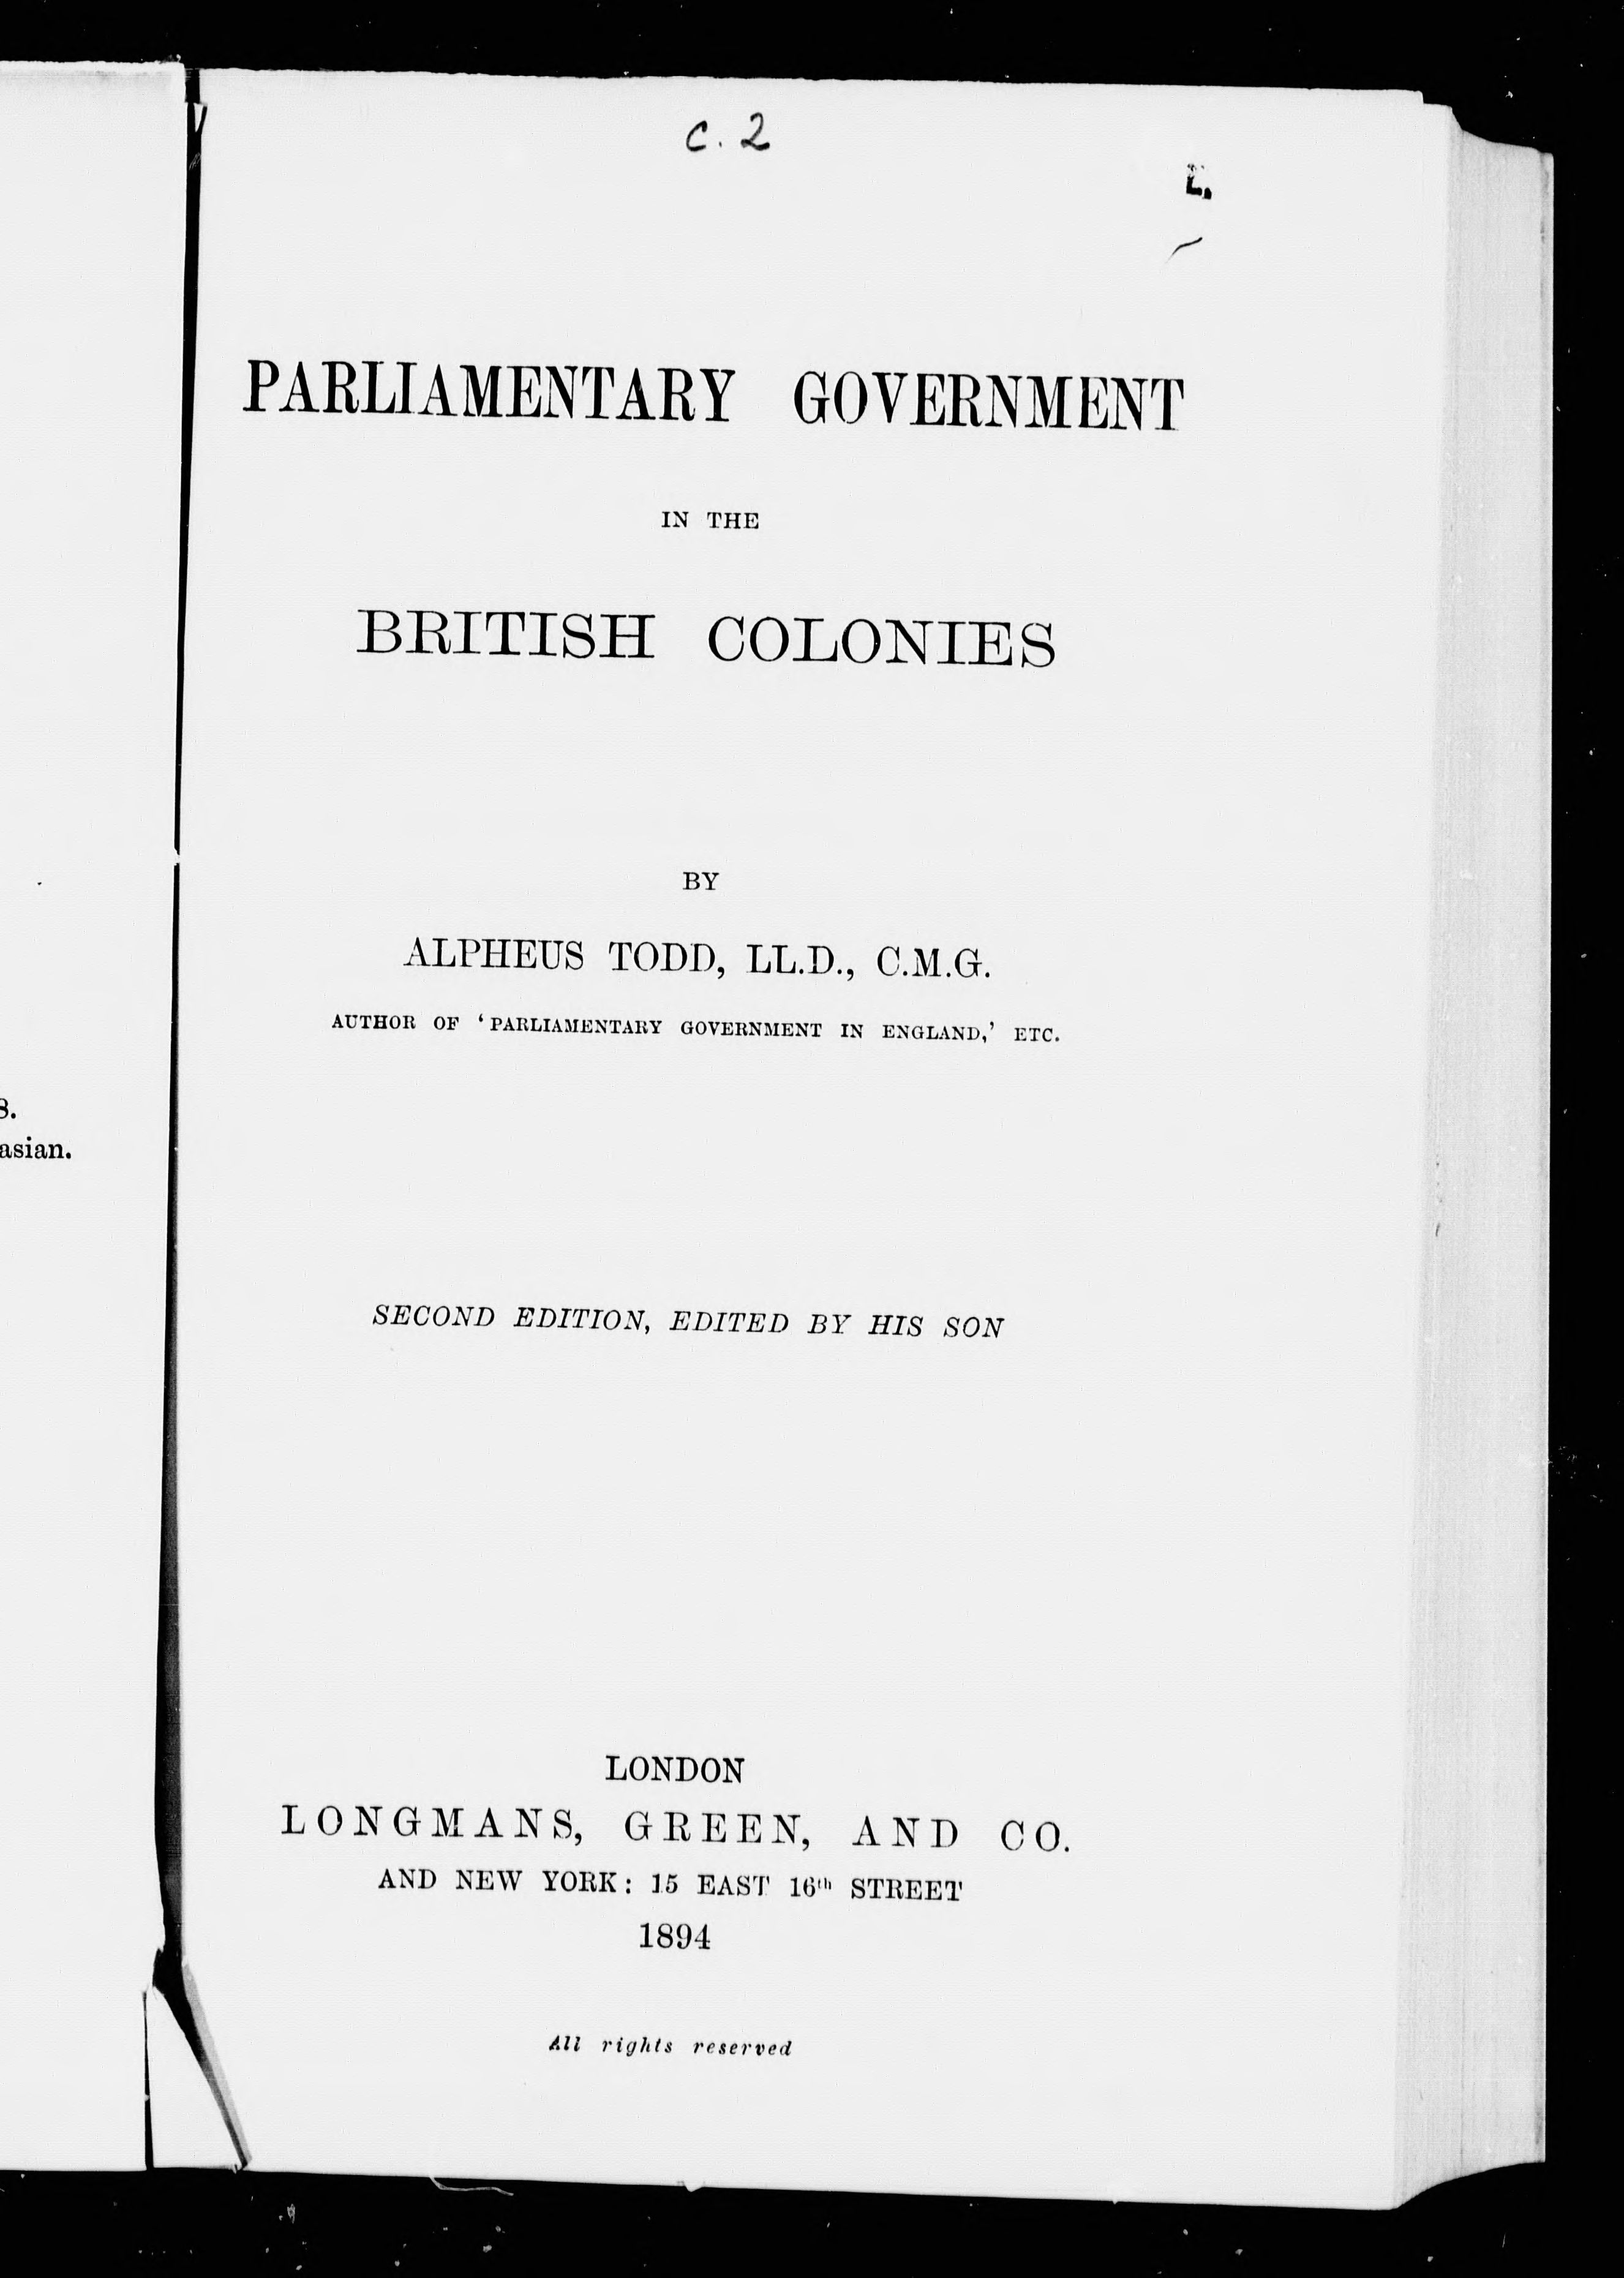 c. 2
PARLIAMENTARY GOVERNMENT
IN THE
BRITISH COLONIES
BY
ALPHEUS TODD, LL.D., C.M.G.
AUTHOR OF ‘PARLIAMENTARY GOVERNMENT IN ENGLAND,’ ETC.
SECOND EDITION, EDITED BY HIS SON
LONDON
LONGMANS, GREEN, AND CO.
AND NEW YORK: 15 EAST 16th STREET
1894
All rights reserved